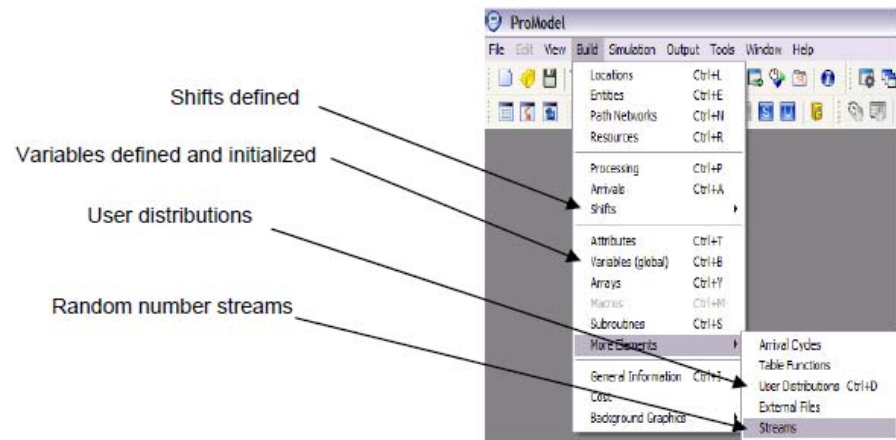 ProModel
File Edit View Build Simulation Output Tools Window Help
Shifts defined
Variables defined and initialized
User distributions
Random number streams
Locations Ctrl+L
Entities Ctrl+E
Path Networks Ctrl+N
Resources Ctrl+R
Processing Ctrl+P
Arrivals Ctrl+A
Shifts
Attributes Ctrl+T
Variables (global) Ctrl+B
Arrays Ctrl+Y
Macros Ctrl+M
Subroutines Ctrl+S
More Elements
General Information Ctrl+I
Cost
Background Graphics
Arrival Cycles
Table Functions
User Distributions Ctrl+D
External Files
Streams